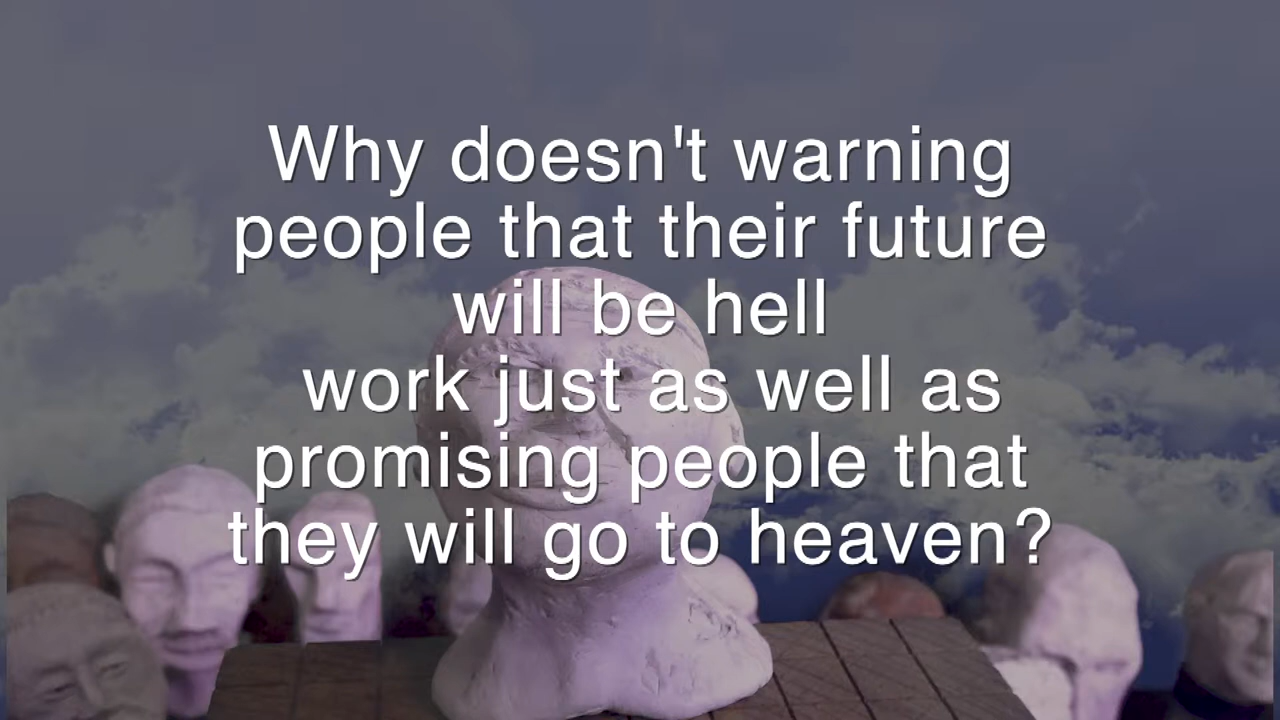 Why doesn't warning
people that their future
will be hell
work just as well as
promising people that
they will go to heaven?